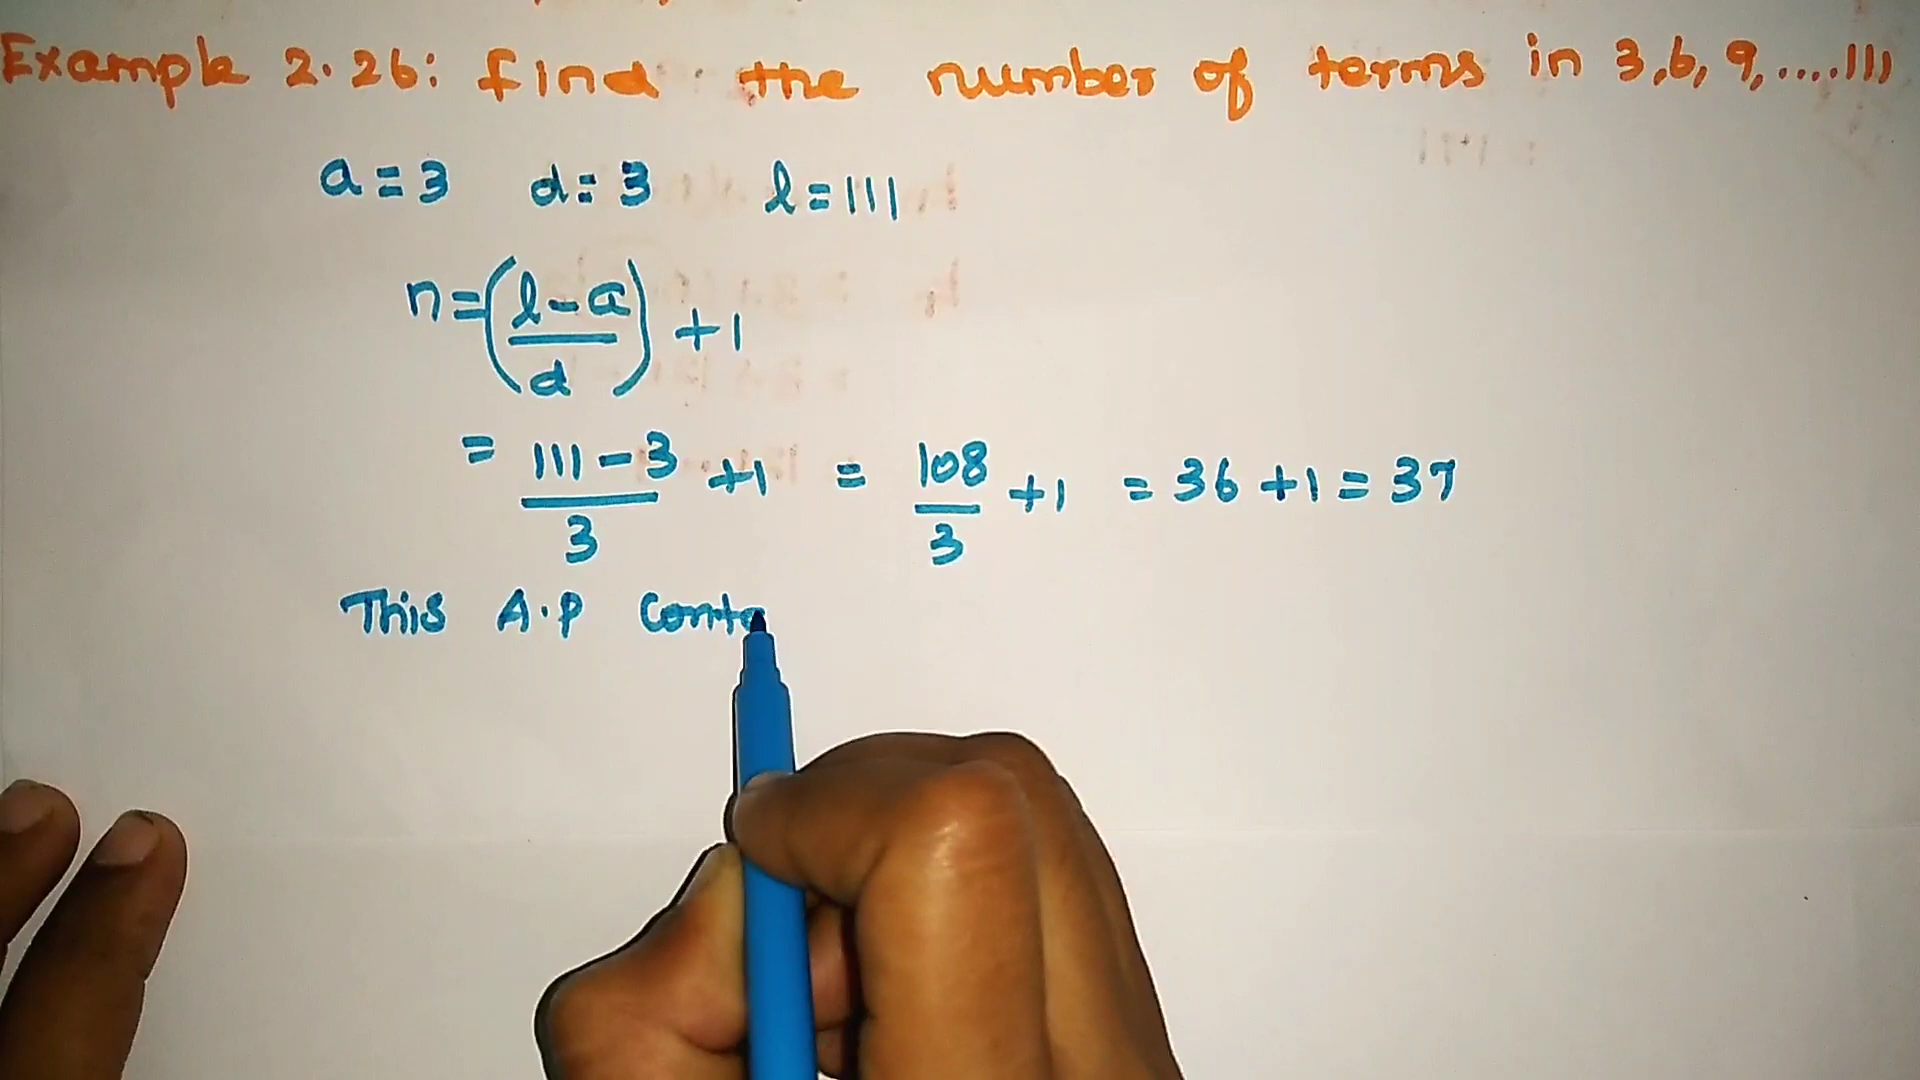 Example 2.26: find the number of terms in 3,6,9,....111
a=3 d=3 l=111
n=(l-a/d)+1
= 111-3/3 +1 = 108/3 +1 = 36+1=37
This A.P Conta